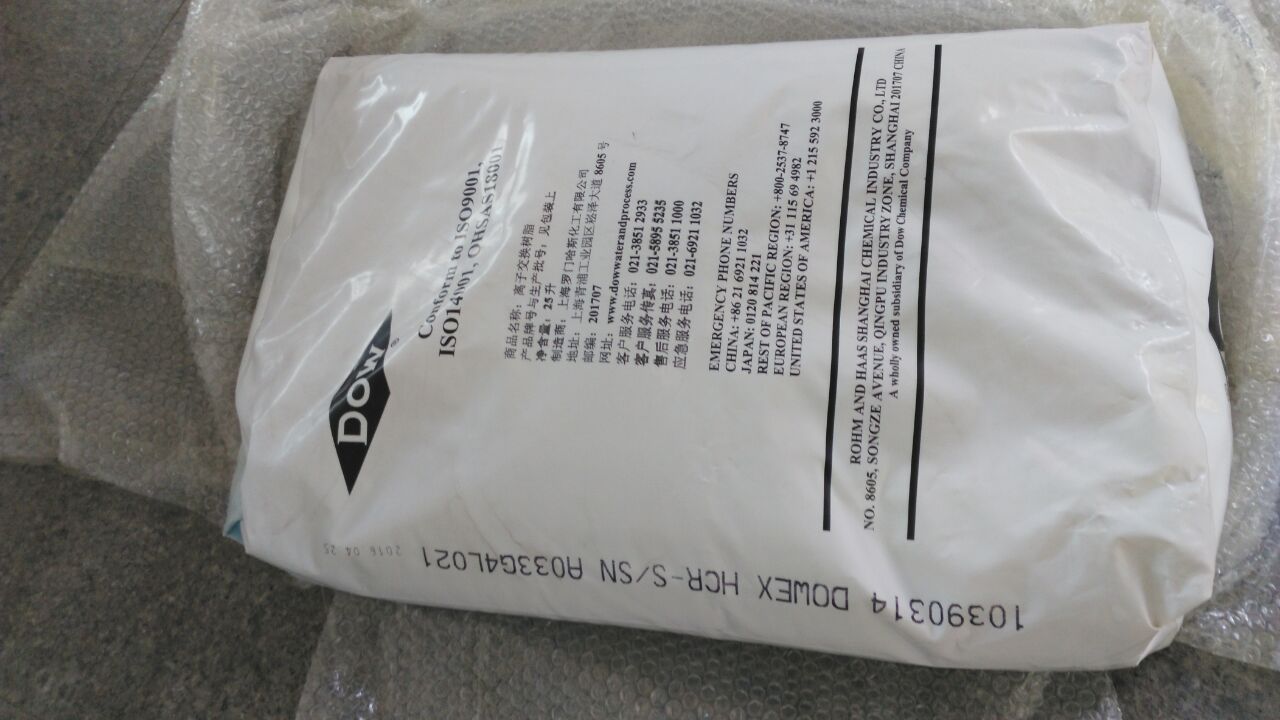 DOW
®
Conform to ISO9001,
ISO14001, OHSAS18001
商品名称：离子交换树脂
产品牌号与生产批号：见包装上
净含量：25 升
制造商：上海罗门哈斯化工有限公司
地址：上海青浦工业园区崧泽大道 8605 号
邮编：201707
网址：www.dowwaterandprocess.com
客户服务电话：021-3851 2933
客户服务传真：021-5895 5235
售后服务电话：021-3851 1000
应急服务电话：021-6921 1032
EMERGENCY PHONE NUMBERS
CHINA: +86 21 6921 1032
JAPAN: 0120 814 221
REST OF PACIFIC REGION: +800-2537-8747
EUROPEAN REGION: +31 115 69 4982
UNITED STATES OF AMERICA: +1 215 592 3000
ROHM AND HAAS SHANGHAI CHEMICAL INDUSTRY CO., LTD
NO. 8605, SONGZE AVENUE, QINGPU INDUSTRY ZONE, SHANGHAI 201707 CHINA
A wholly owned subsidiary of Dow Chemical Company
10390314 DOWEX HCR-S/SN A033G4L021
2016 04 25